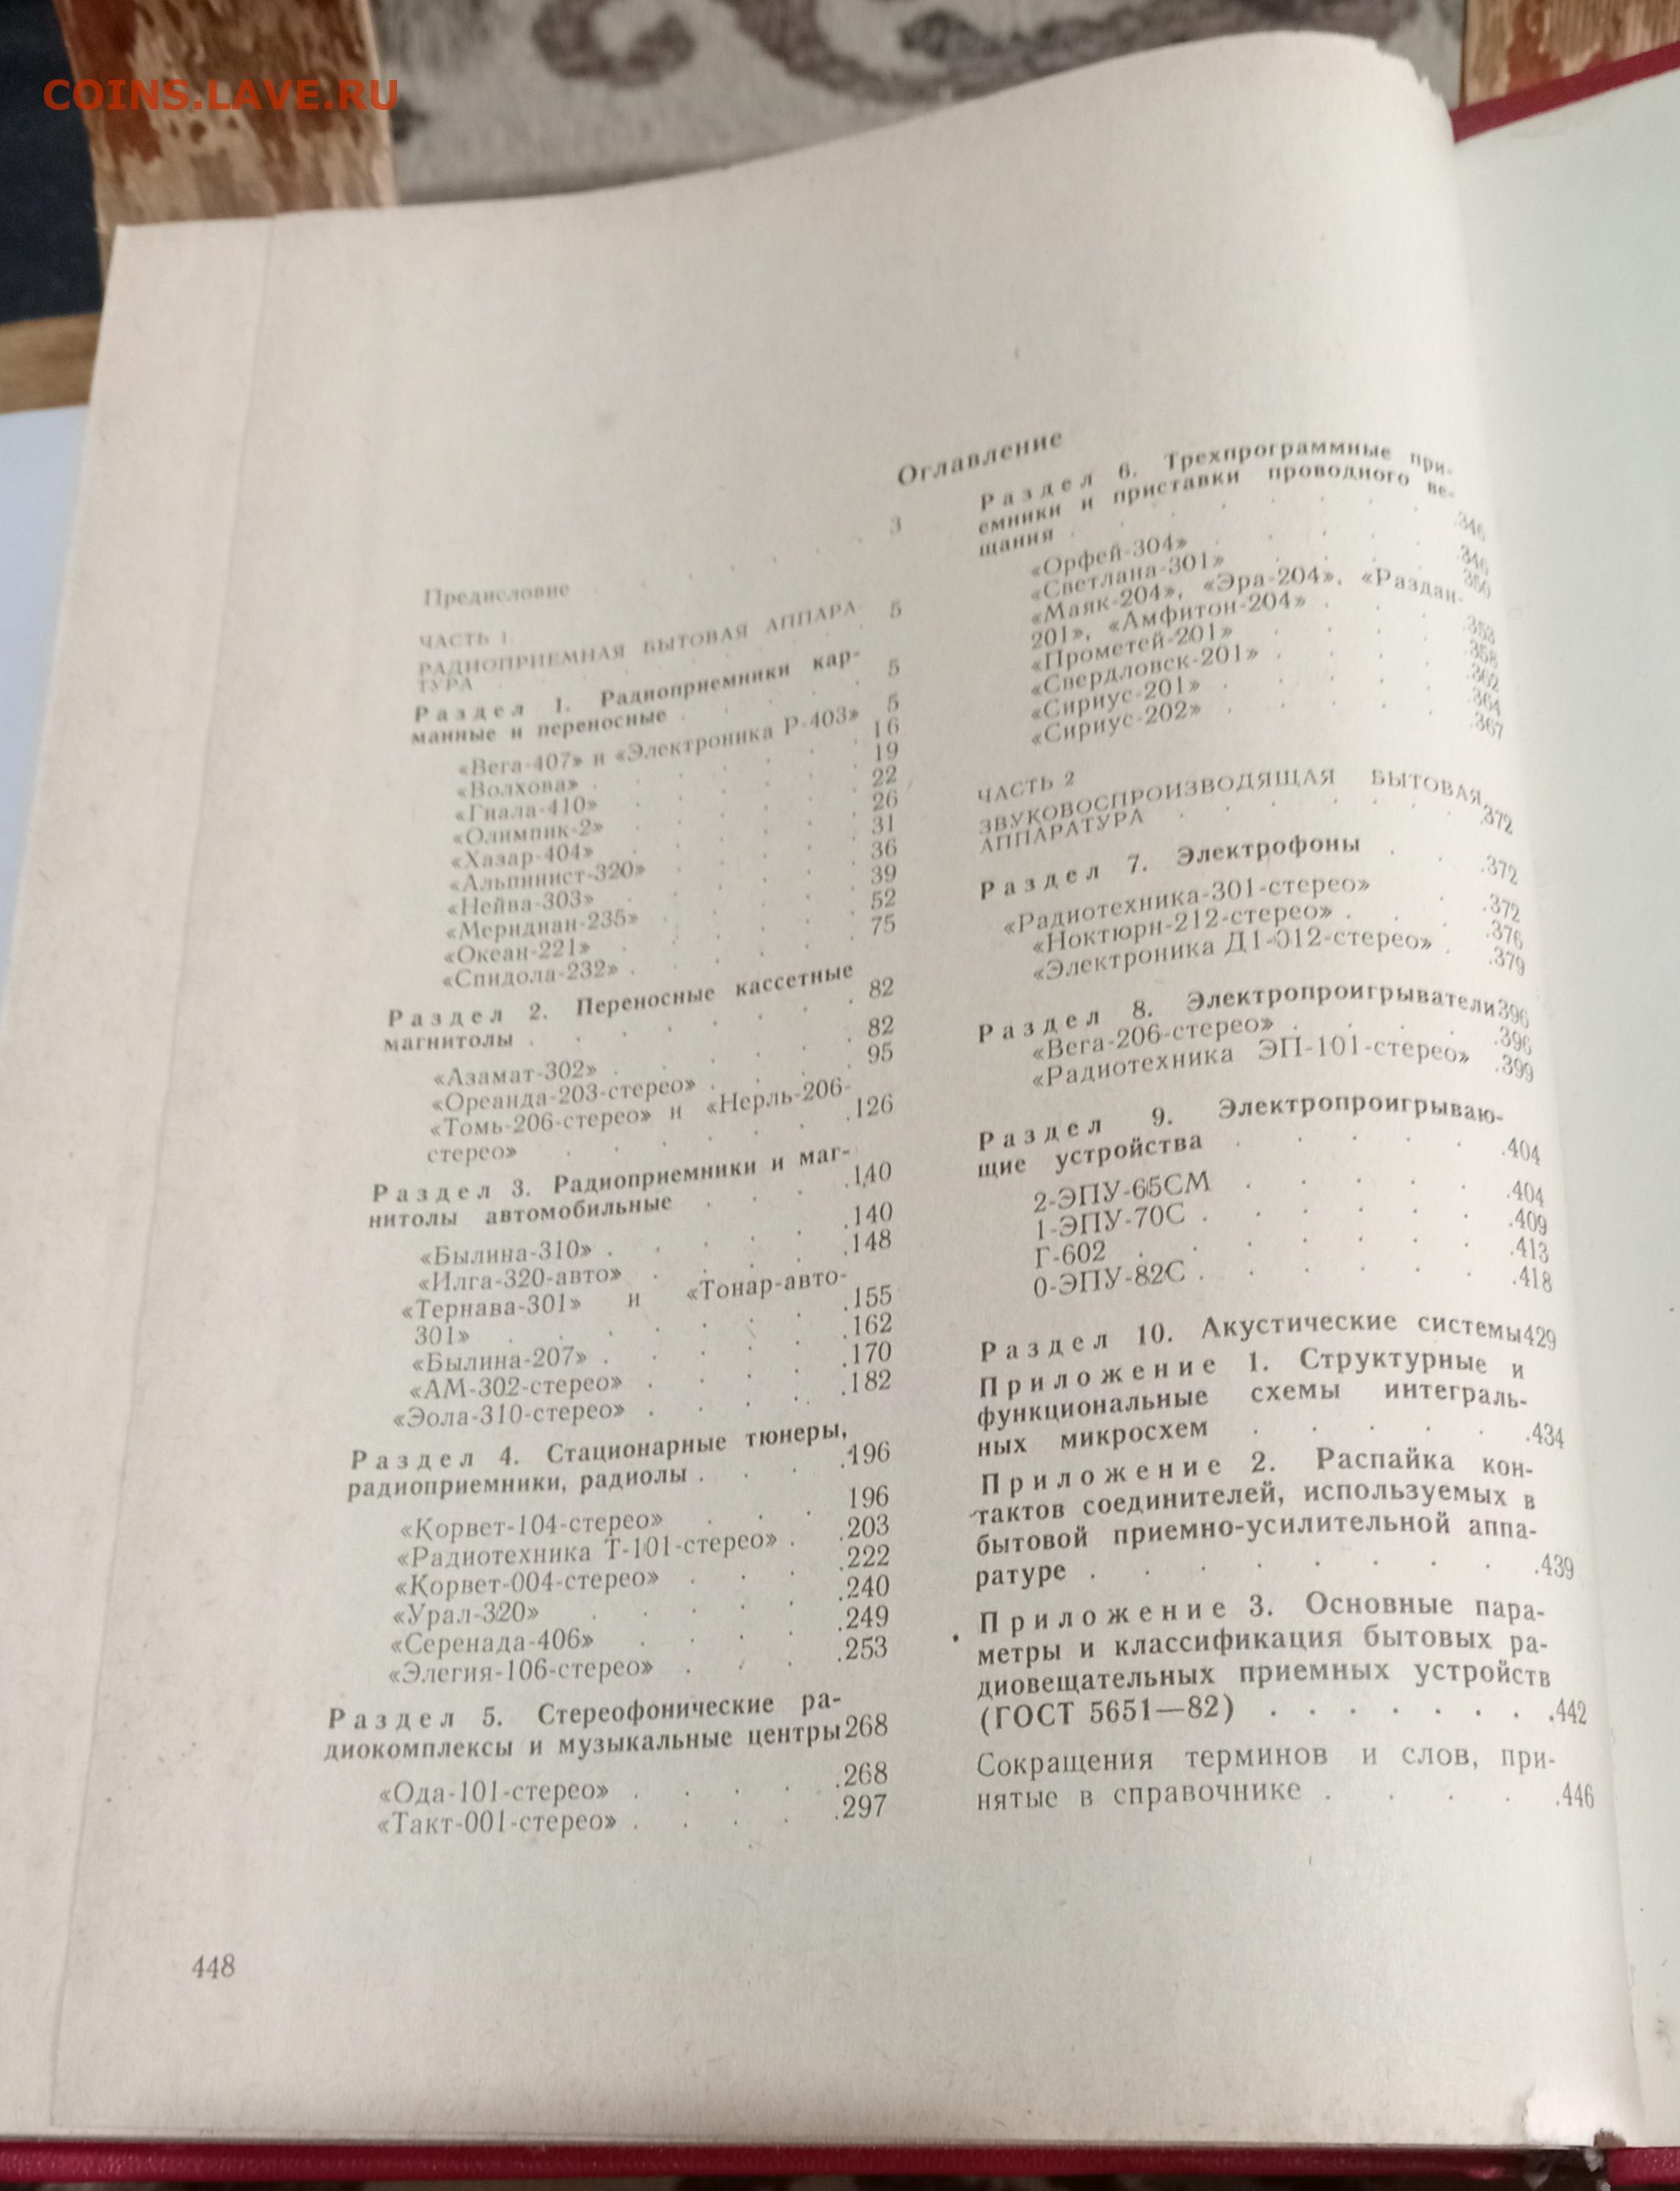 COINS.LAVE.RU
Оглавление
Предисловие . . . . . . 3
ЧАСТЬ 1.
РАДИОПРИЕМНАЯ БЫТОВАЯ АППАРА-
ТУРА . . . . . . 5
Раздел 1. Радиоприемники кар-
манные и переносные . . . . 5
«Вега-407» и «Электроника Р-403» 5
«Волхова» . . . . . . 16
«Гиала-410» . . . . . 19
«Олимпик-2» . . . . . 22
«Хазар-404» . . . . . 26
«Альпинист-320» . . . . 31
«Нейва-303» . . . . . 36
«Меридиан-235» . . . . 39
«Океан-221» . . . . . 52
«Спидола-232» . . . . . 75
Раздел 2. Переносные кассетные
магнитолы . . . . . . 82
«Азамат-302» . . . . . 82
«Ореанда-203-стерео» . . . . 95
«Томь-206-стерео» и «Нерль-206-
стерео» . . . . . .126
Раздел 3. Радиоприемники и маг-
нитолы автомобильные . . . .140
«Былина-310» . . . . . .140
«Илга-320-авто» . . . . .148
«Тернава-301» и «Тонар-авто-
301» . . . . . . .155
«Былина-207» . . . . . .162
«АМ-302-стерео» . . . . .170
«Эола-310-стерео» . . . . .182
Раздел 4. Стационарные тюнеры,
радиоприемники, радиолы . . . .196
«Корвет-104-стерео» . . . 196
«Радиотехника Т-101-стерео» . .203
«Корвет-004-стерео» . . . .222
«Урал-320» . . . . . .240
«Серенада-406» . . . . .249
«Элегия-106-стерео» . . . .253
Раздел 5. Стереофонические ра-
диокомплексы и музыкальные центры 268
«Ода-101-стерео» . . . . .268
«Такт-001-стерео» . . . . .297
448
Раздел 6. Трехпрограммные при-
емники и приставки проводного ве-
щания . . . . . . .346
«Орфей-304» . . . . . .346
«Светлана-301» . . . . .350
«Маяк-204», «Эра-204», «Раздан-
201», «Амфитон-204» . . . .353
«Прометей-201» . . . . .358
«Свердловск-201» . . . . .362
«Сириус-201» . . . . . .364
«Сириус-202» . . . . . .367
ЧАСТЬ 2
ЗВУКОВОСПРОИЗВОДЯЩАЯ БЫТОВАЯ
АППАРАТУРА . . . . . .372
Раздел 7. Электрофоны . . .372
«Радиотехника-301-стерео» . .372
«Ноктюрн-212-стерео» . . . .376
«Электроника Д1-012-стерео» . .379
Раздел 8. Электропроигрыватели 396
«Вега-206-стерео» . . . . .396
«Радиотехника ЭП-101-стерео» .399
Раздел 9. Электропроигрываю-
щие устройства . . . . . .404
2-ЭПУ-65СМ . . . . . .404
1-ЭПУ-70С . . . . . . .409
Г-602 . . . . . . . .413
0-ЭПУ-82С . . . . . . .418
Раздел 10. Акустические системы 429
Приложение 1. Структурные и
функциональные схемы интеграль-
ных микросхем . . . . . .434
Приложение 2. Распайка кон-
тактов соединителей, используемых в
бытовой приемно-усилительной аппа-
ратуре . . . . . . . . .439
Приложение 3. Основные пара-
метры и классификация бытовых ра-
диовещательных приемных устройств
(ГОСТ 5651—82) . . . . . . . .442
Сокращения терминов и слов, при-
нятые в справочнике . . . . .446